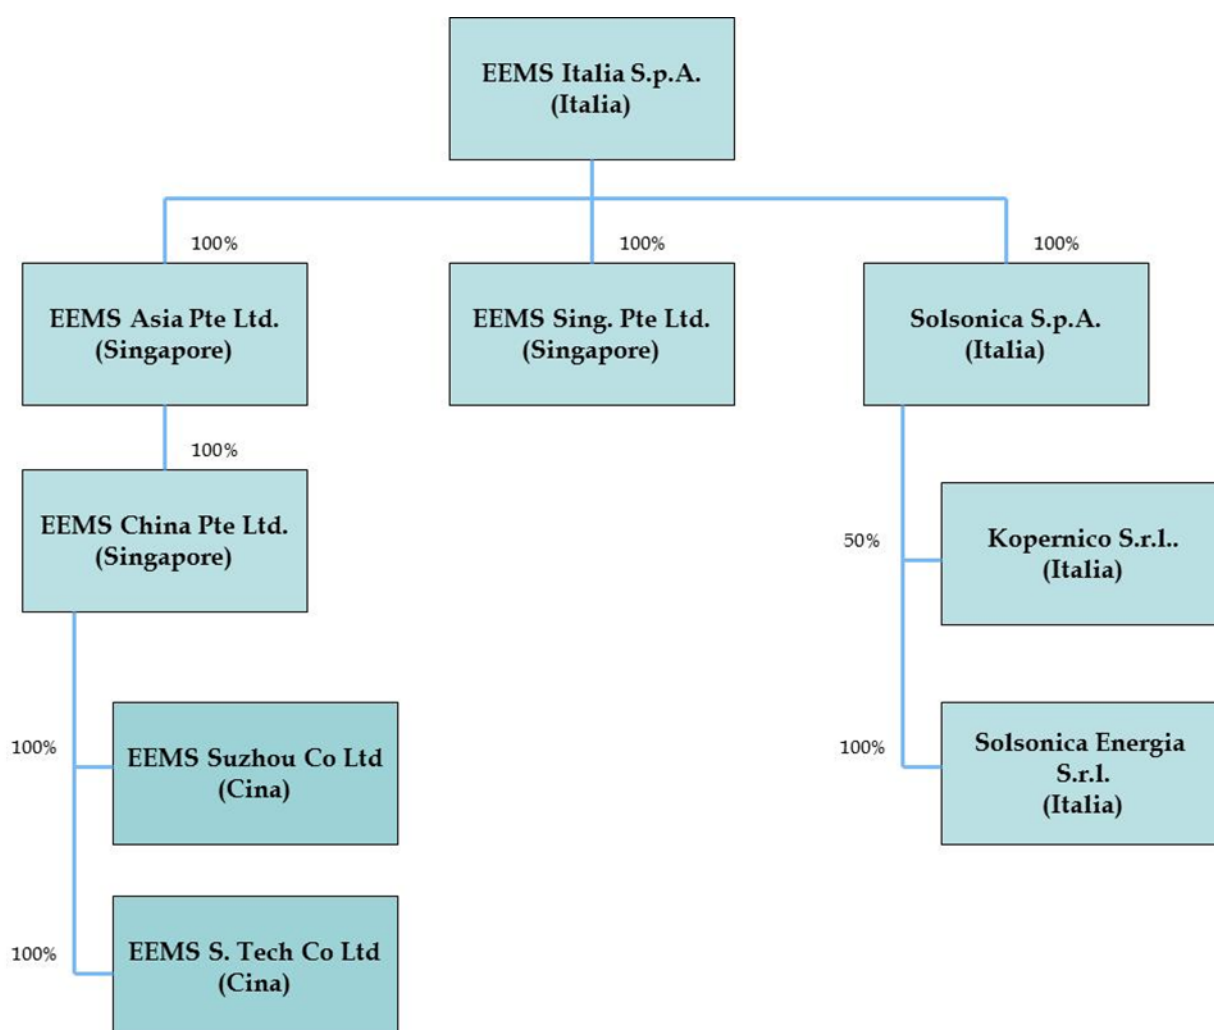 EEMS Italia S.p.A.
(Italia)
100%
100%
100%
EEMS Asia Pte Ltd.
(Singapore)
EEMS Sing. Pte Ltd.
(Singapore)
Solsonica S.p.A.
(Italia)
100%
EEMS China Pte Ltd.
(Singapore)
50%
Kopernico S.r.l..
(Italia)
100%
EEMS Suzhou Co Ltd
(Cina)
100%
Solsonica Energia
S.r.l.
(Italia)
100%
EEMS S. Tech Co Ltd
(Cina)